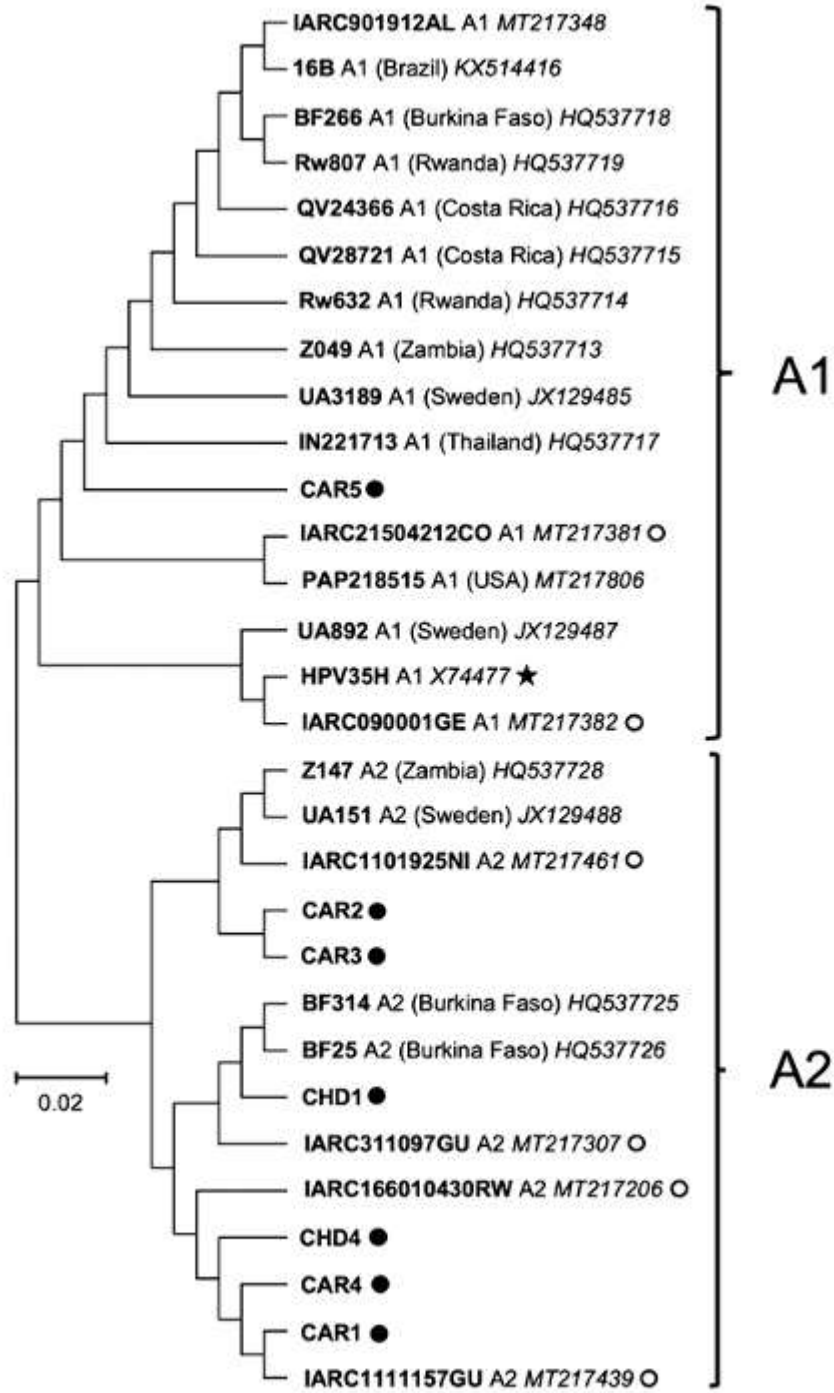 IARC901912AL A1 MT217348
16B A1 (Brazil) KX514416
BF266 A1 (Burkina Faso) HQ537718
Rw807 A1 (Rwanda) HQ537719
QV24366 A1 (Costa Rica) HQ537716
QV28721 A1 (Costa Rica) HQ537715
Rw632 A1 (Rwanda) HQ537714
Z049 A1 (Zambia) HQ537713
A1
UA3189 A1 (Sweden) JX129485
IN221713 A1 (Thailand) HQ537717
CAR5
IARC21504212CO A1 MT217381
PAP218515 A1 (USA) MT217806
UA892 A1 (Sweden) JX129487
HPV35H A1 X74477
IARC090001GE A1 MT217382
Z147 A2 (Zambia) HQ537728
UA151 A2 (Sweden) JX129488
IARC1101925NI A2 MT217461
CAR2
CAR3
BF314 A2 (Burkina Faso) HQ537725
BF25 A2 (Burkina Faso) HQ537726
A2
0.02
CHD1
IARC311097GU A2 MT217307
IARC166010430RW A2 MT217206
CHD4
CAR4
CAR1
IARC1111157GU A2 MT217439